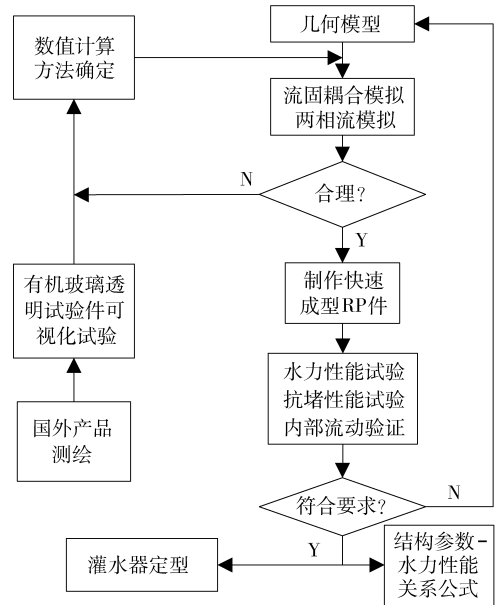 几何模型
数值计算
方法确定
流固耦合模拟
两相流模拟
N
合理?
Y
有机玻璃透
明试验件可
视化试验
制作快速
成型RP件
水力性能试验
抗堵性能试验
内部流动验证
国外产品
测绘
N
符合要求?
Y
灌水器定型
结构参数-
水力性能
关系公式